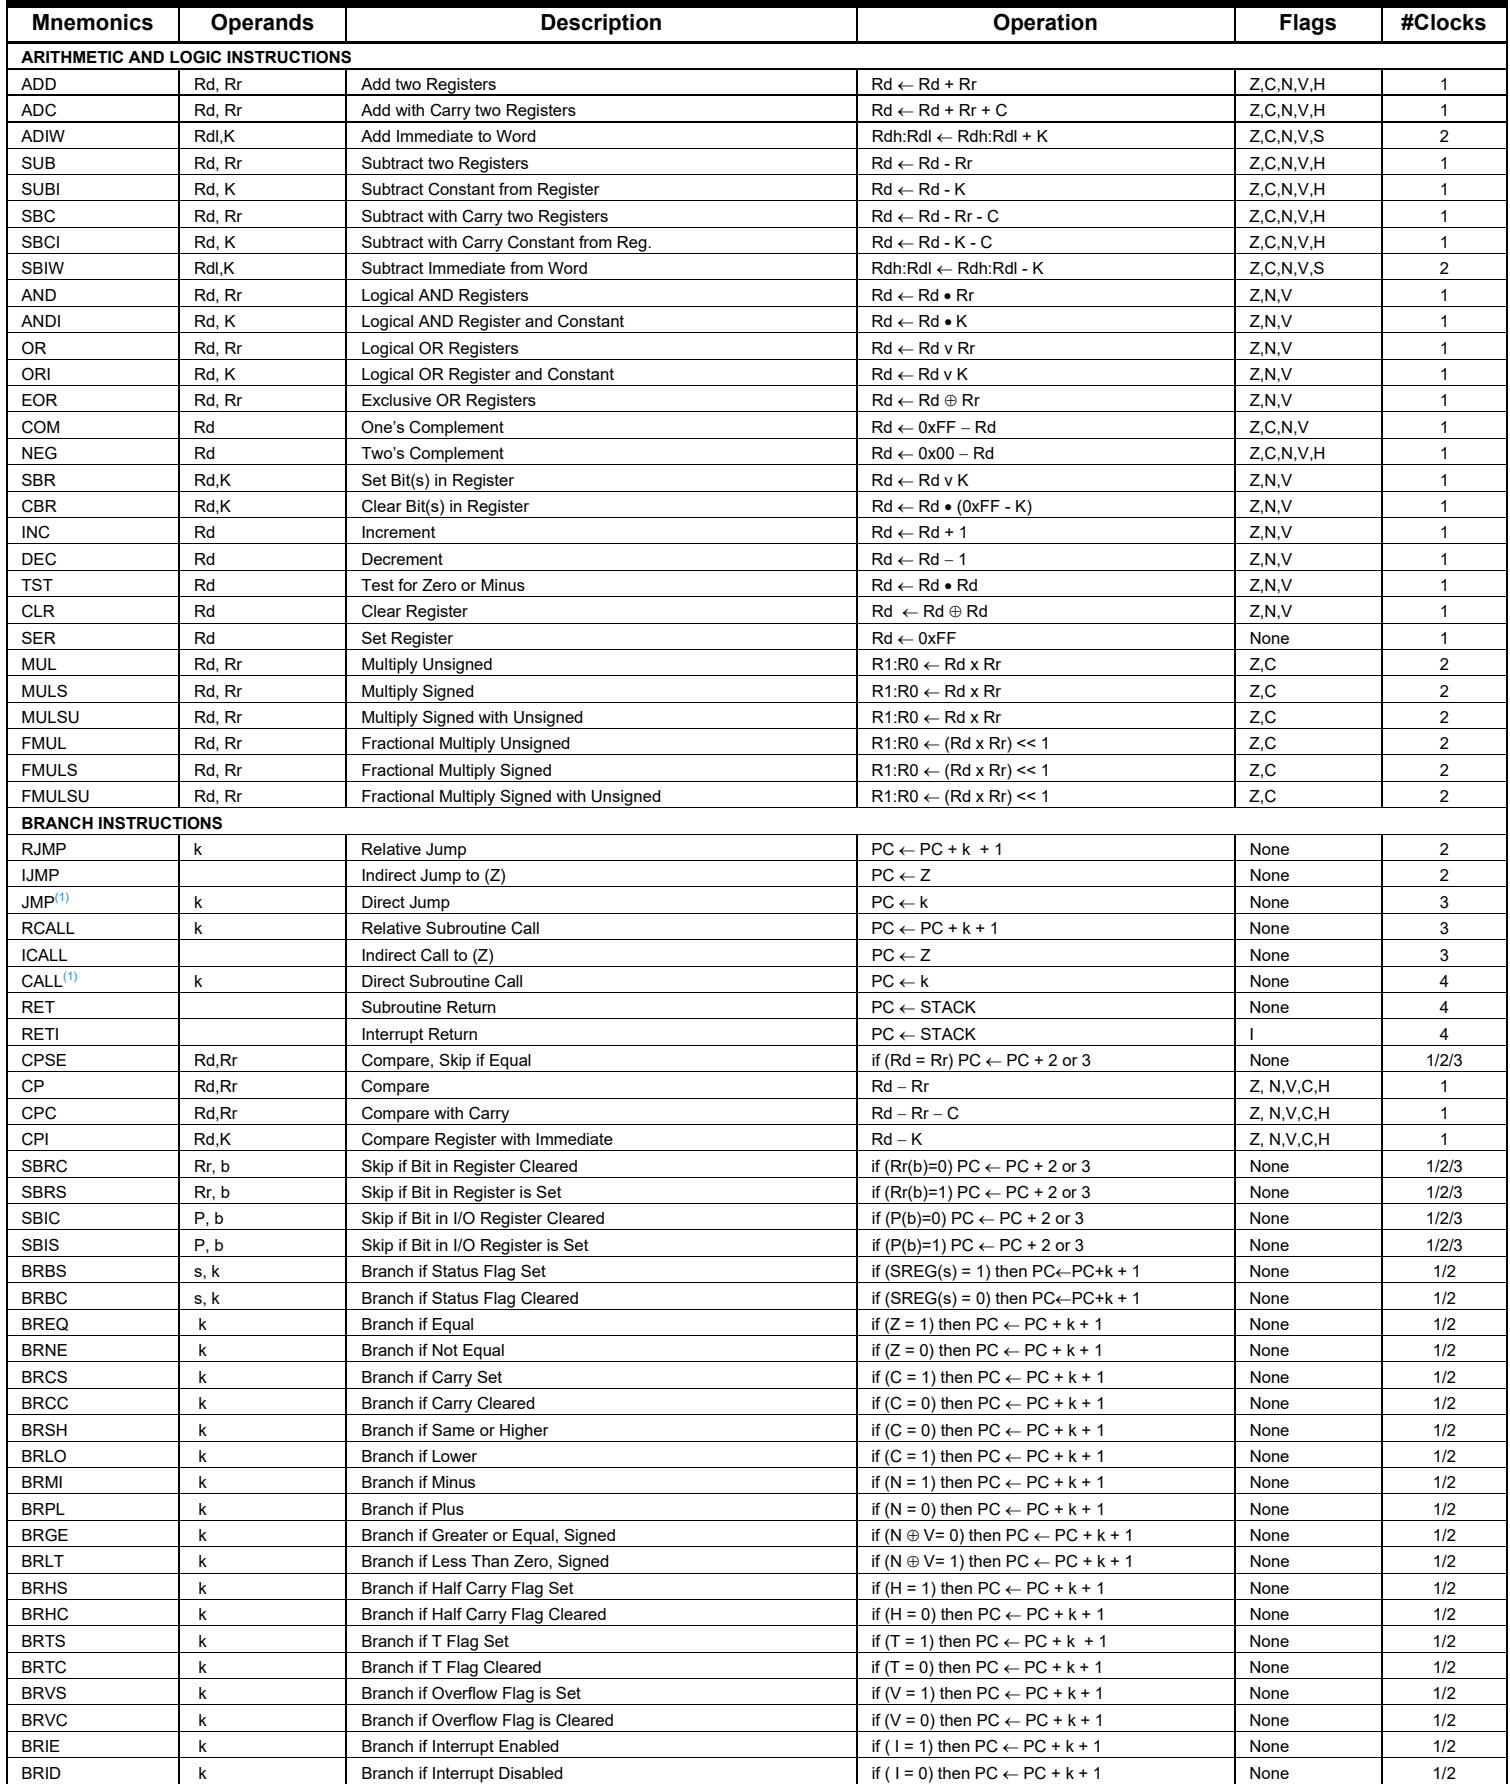 Mnemonics Operands Description Operation Flags #Clocks
ARITHMETIC AND LOGIC INSTRUCTIONS
ADD Rd, Rr Add two Registers Rd ← Rd + Rr Z,C,N,V,H 1
ADC Rd, Rr Add with Carry two Registers Rd ← Rd + Rr + C Z,C,N,V,H 1
ADIW Rdl,K Add Immediate to Word Rdh:Rdl ← Rdh:Rdl + K Z,C,N,V,S 2
SUB Rd, Rr Subtract two Registers Rd ← Rd - Rr Z,C,N,V,H 1
SUBI Rd, K Subtract Constant from Register Rd ← Rd - K Z,C,N,V,H 1
SBC Rd, Rr Subtract with Carry two Registers Rd ← Rd - Rr - C Z,C,N,V,H 1
SBCI Rd, K Subtract with Carry Constant from Reg. Rd ← Rd - K - C Z,C,N,V,H 1
SBIW Rdl,K Subtract Immediate from Word Rdh:Rdl ← Rdh:Rdl - K Z,C,N,V,S 2
AND Rd, Rr Logical AND Registers Rd ← Rd • Rr Z,N,V 1
ANDI Rd, K Logical AND Register and Constant Rd ← Rd • K Z,N,V 1
OR Rd, Rr Logical OR Registers Rd ← Rd v Rr Z,N,V 1
ORI Rd, K Logical OR Register and Constant Rd ← Rd v K Z,N,V 1
EOR Rd, Rr Exclusive OR Registers Rd ← Rd ⊕ Rr Z,N,V 1
COM Rd One’s Complement Rd ← 0xFF − Rd Z,C,N,V 1
NEG Rd Two’s Complement Rd ← 0x00 − Rd Z,C,N,V,H 1
SBR Rd,K Set Bit(s) in Register Rd ← Rd v K Z,N,V 1
CBR Rd,K Clear Bit(s) in Register Rd ← Rd • (0xFF - K) Z,N,V 1
INC Rd Increment Rd ← Rd + 1 Z,N,V 1
DEC Rd Decrement Rd ← Rd − 1 Z,N,V 1
TST Rd Test for Zero or Minus Rd ← Rd • Rd Z,N,V 1
CLR Rd Clear Register Rd ← Rd ⊕ Rd Z,N,V 1
SER Rd Set Register Rd ← 0xFF None 1
MUL Rd, Rr Multiply Unsigned R1:R0 ← Rd x Rr Z,C 2
MULS Rd, Rr Multiply Signed R1:R0 ← Rd x Rr Z,C 2
MULSU Rd, Rr Multiply Signed with Unsigned R1:R0 ← Rd x Rr Z,C 2
FMUL Rd, Rr Fractional Multiply Unsigned R1:R0 ← (Rd x Rr) << 1 Z,C 2
FMULS Rd, Rr Fractional Multiply Signed R1:R0 ← (Rd x Rr) << 1 Z,C 2
FMULSU Rd, Rr Fractional Multiply Signed with Unsigned R1:R0 ← (Rd x Rr) << 1 Z,C 2
BRANCH INSTRUCTIONS
RJMP k Relative Jump PC ← PC + k + 1 None 2
IJMP Indirect Jump to (Z) PC ← Z None 2
JMP(1) k Direct Jump PC ← k None 3
RCALL k Relative Subroutine Call PC ← PC + k + 1 None 3
ICALL Indirect Call to (Z) PC ← Z None 3
CALL(1) k Direct Subroutine Call PC ← k None 4
RET Subroutine Return PC ← STACK None 4
RETI Interrupt Return PC ← STACK I 4
CPSE Rd,Rr Compare, Skip if Equal if (Rd = Rr) PC ← PC + 2 or 3 None 1/2/3
CP Rd,Rr Compare Rd − Rr Z, N,V,C,H 1
CPC Rd,Rr Compare with Carry Rd − Rr − C Z, N,V,C,H 1
CPI Rd,K Compare Register with Immediate Rd − K Z, N,V,C,H 1
SBRC Rr, b Skip if Bit in Register Cleared if (Rr(b)=0) PC ← PC + 2 or 3 None 1/2/3
SBRS Rr, b Skip if Bit in Register is Set if (Rr(b)=1) PC ← PC + 2 or 3 None 1/2/3
SBIC P, b Skip if Bit in I/O Register Cleared if (P(b)=0) PC ← PC + 2 or 3 None 1/2/3
SBIS P, b Skip if Bit in I/O Register is Set if (P(b)=1) PC ← PC + 2 or 3 None 1/2/3
BRBS s, k Branch if Status Flag Set if (SREG(s) = 1) then PC←PC+k + 1 None 1/2
BRBC s, k Branch if Status Flag Cleared if (SREG(s) = 0) then PC←PC+k + 1 None 1/2
BREQ k Branch if Equal if (Z = 1) then PC ← PC + k + 1 None 1/2
BRNE k Branch if Not Equal if (Z = 0) then PC ← PC + k + 1 None 1/2
BRCS k Branch if Carry Set if (C = 1) then PC ← PC + k + 1 None 1/2
BRCC k Branch if Carry Cleared if (C = 0) then PC ← PC + k + 1 None 1/2
BRSH k Branch if Same or Higher if (C = 0) then PC ← PC + k + 1 None 1/2
BRLO k Branch if Lower if (C = 1) then PC ← PC + k + 1 None 1/2
BRMI k Branch if Minus if (N = 1) then PC ← PC + k + 1 None 1/2
BRPL k Branch if Plus if (N = 0) then PC ← PC + k + 1 None 1/2
BRGE k Branch if Greater or Equal, Signed if (N ⊕ V= 0) then PC ← PC + k + 1 None 1/2
BRLT k Branch if Less Than Zero, Signed if (N ⊕ V= 1) then PC ← PC + k + 1 None 1/2
BRHS k Branch if Half Carry Flag Set if (H = 1) then PC ← PC + k + 1 None 1/2
BRHC k Branch if Half Carry Flag Cleared if (H = 0) then PC ← PC + k + 1 None 1/2
BRTS k Branch if T Flag Set if (T = 1) then PC ← PC + k + 1 None 1/2
BRTC k Branch if T Flag Cleared if (T = 0) then PC ← PC + k + 1 None 1/2
BRVS k Branch if Overflow Flag is Set if (V = 1) then PC ← PC + k + 1 None 1/2
BRVC k Branch if Overflow Flag is Cleared if (V = 0) then PC ← PC + k + 1 None 1/2
BRIE k Branch if Interrupt Enabled if ( I = 1) then PC ← PC + k + 1 None 1/2
BRID k Branch if Interrupt Disabled if ( I = 0) then PC ← PC + k + 1 None 1/2